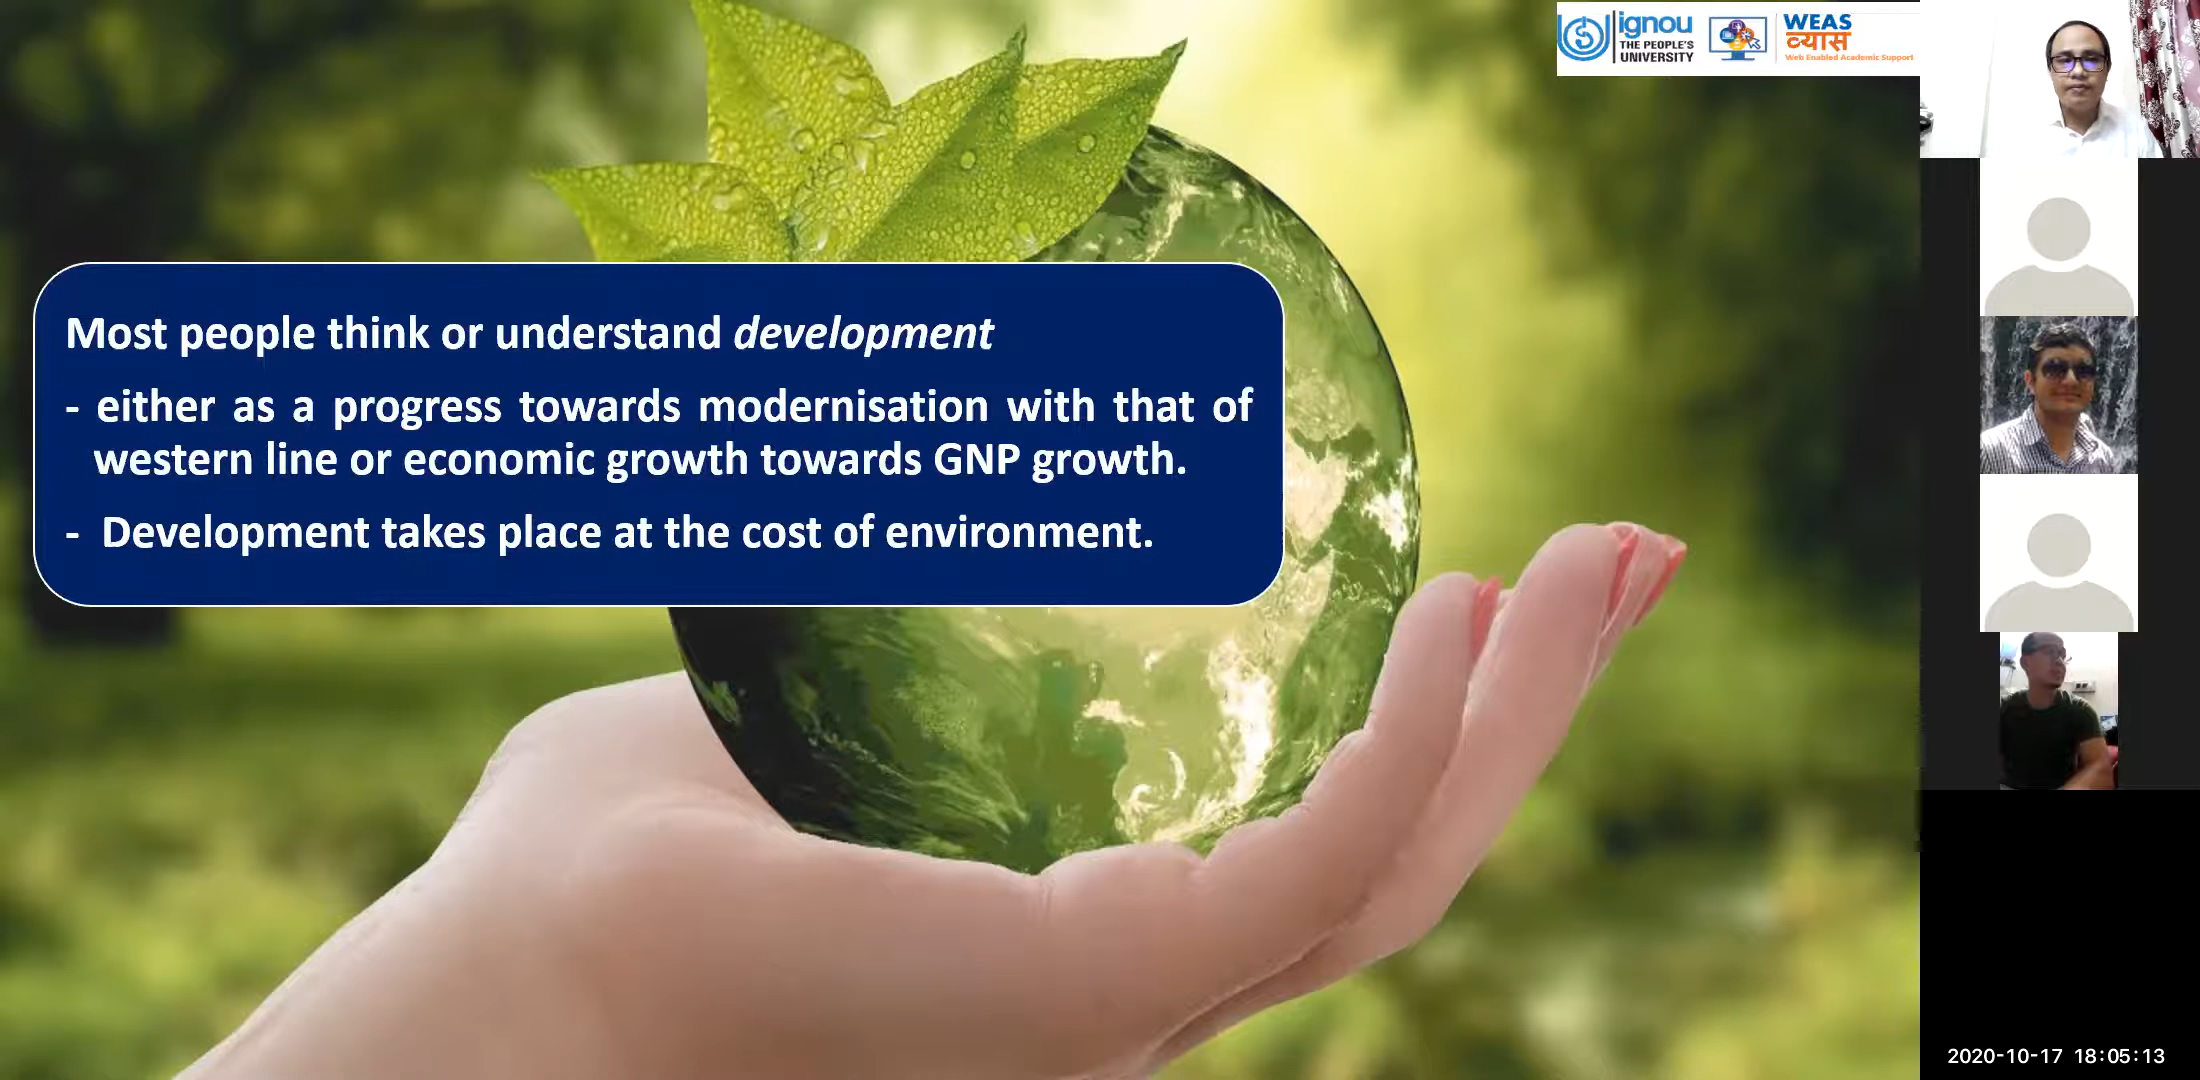 ignou
THE PEOPLE'S
UNIVERSITY
WEAS
व्यास
Web Enabled Academic Support
Most people think or understand development
- either as a progress towards modernisation with that of
western line or economic growth towards GNP growth.
- Development takes place at the cost of environment.
2020-10-17 18:05:13